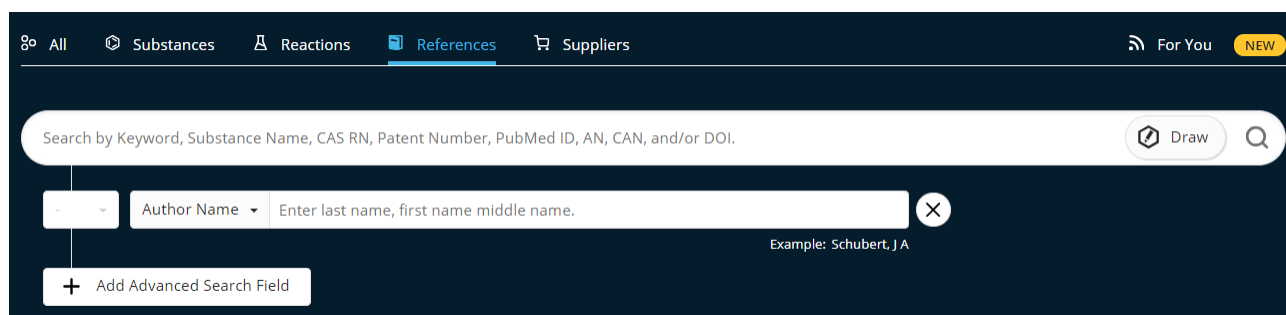 All Substances Reactions References Suppliers For You NEW
Search by Keyword, Substance Name, CAS RN, Patent Number, PubMed ID, AN, CAN, and/or DOI. Draw
- Author Name Enter last name, first name middle name.
Example: Schubert, J A
Add Advanced Search Field